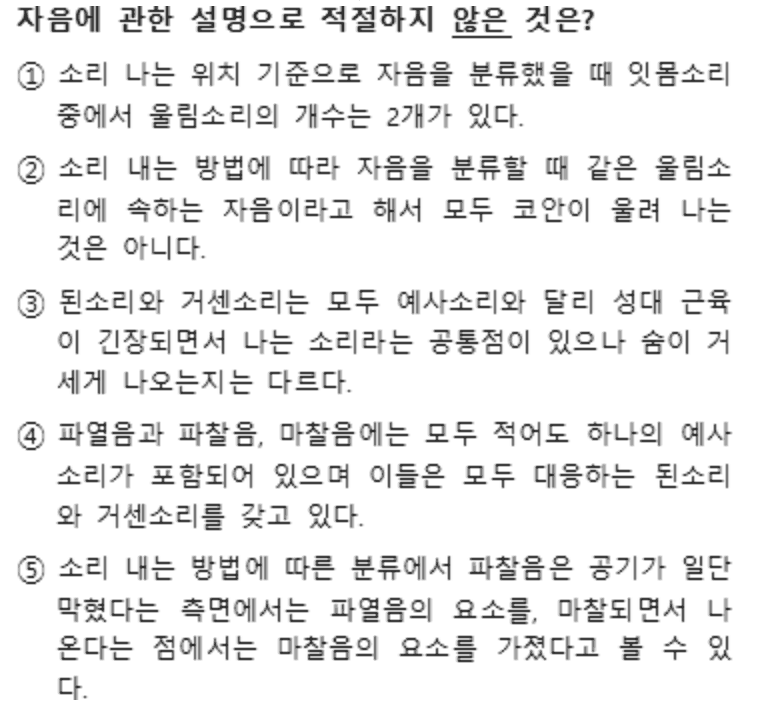 자음에 관한 설명으로 적절하지 않은 것은?
① 소리 나는 위치 기준으로 자음을 분류했을 때 잇몸소리
중에서 울림소리의 개수는 2개가 있다.
② 소리 내는 방법에 따라 자음을 분류할 때 같은 울림소
리에 속하는 자음이라고 해서 모두 코안이 울려 나는
것은 아니다.
③ 된소리와 거센소리는 모두 예사소리와 달리 성대 근육
이 긴장되면서 나는 소리라는 공통점이 있으나 숨이 거
세게 나오는지는 다르다.
④ 파열음과 파찰음, 마찰음에는 모두 적어도 하나의 예사
소리가 포함되어 있으며 이들은 모두 대응하는 된소리
와 거센소리를 갖고 있다.
⑤ 소리 내는 방법에 따른 분류에서 파찰음은 공기가 일단
막혔다는 측면에서는 파열음의 요소를, 마찰되면서 나
온다는 점에서는 마찰음의 요소를 가졌다고 볼 수 있
다.